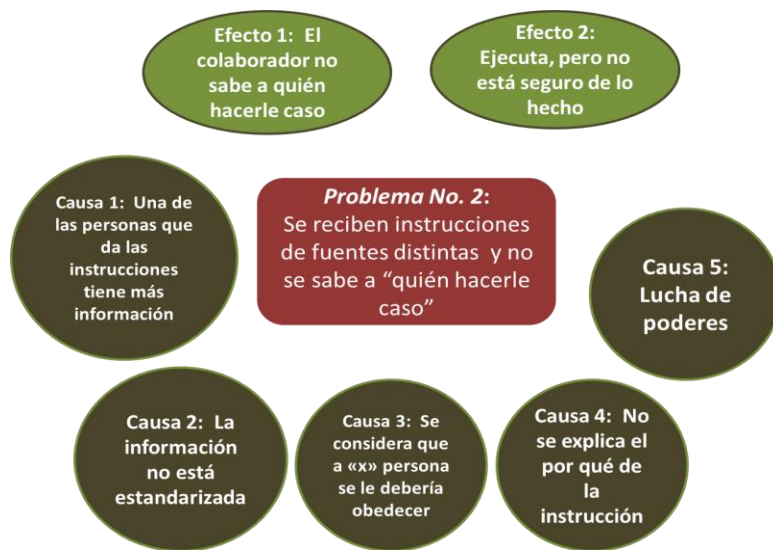 Efecto 1: El
colaborador no
sabe a quién
hacerle caso
Efecto 2:
Ejecuta, pero no
está seguro de lo
hecho
Causa 1: Una de
las personas que
da las
instrucciones
tiene más
información
Problema No. 2:
Se reciben instrucciones
de fuentes distintas y no
se sabe a “quién hacerle
caso”
Causa 5:
Lucha de
poderes
Causa 2: La
información
no está
estandarizada
Causa 3: Se
considera que
a «x» persona
se le debería
obedecer
Causa 4: No
se explica el
por qué de
la
instrucción